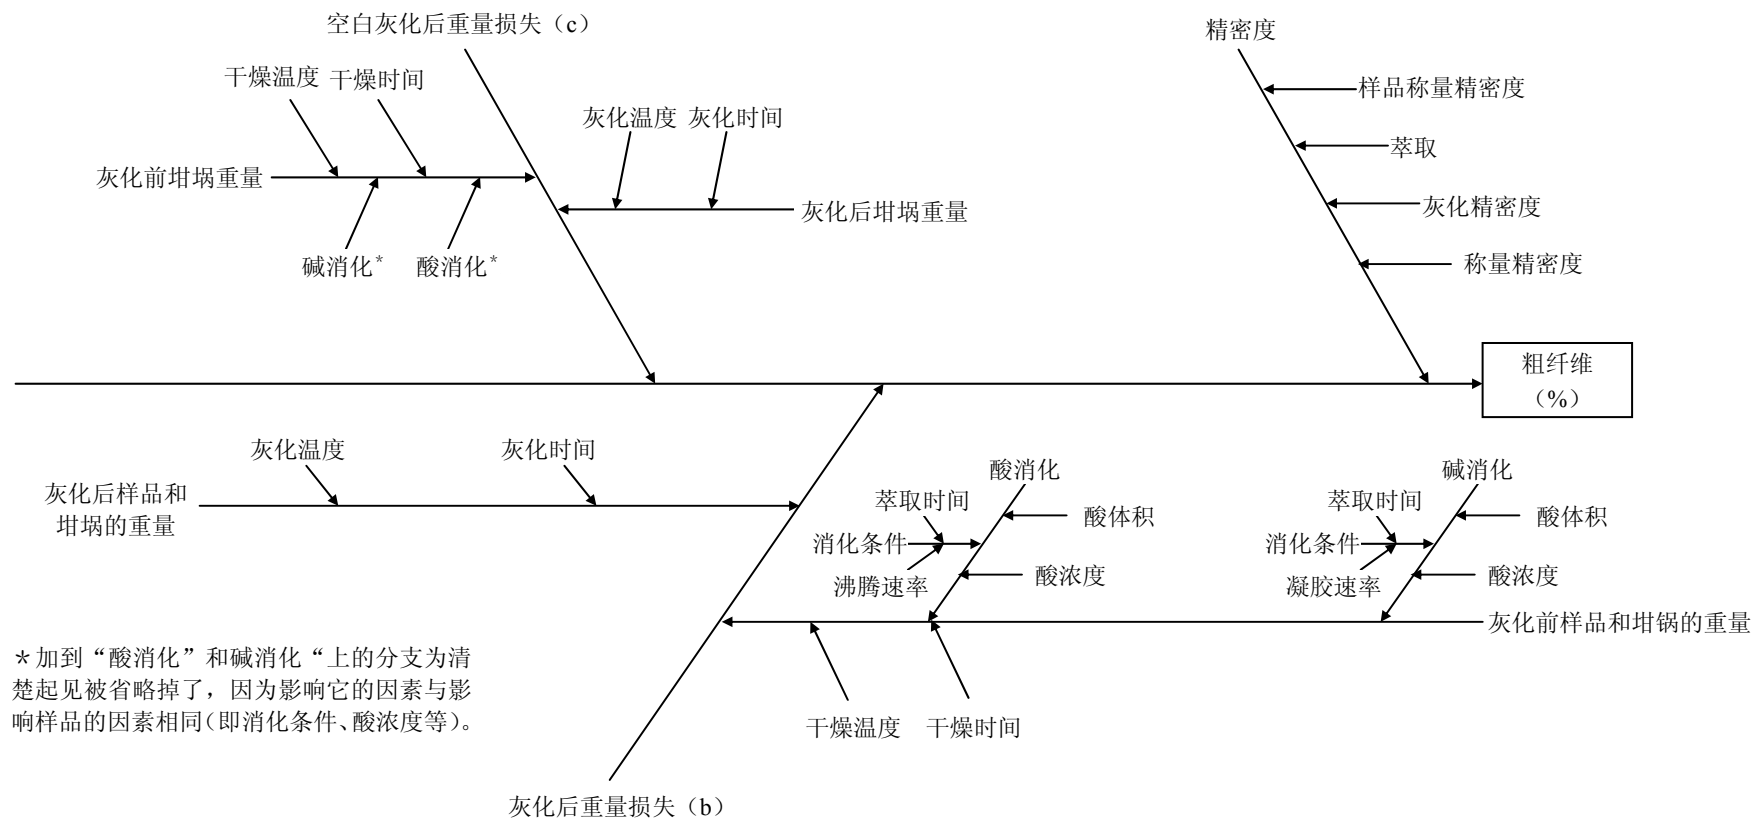 空白灰化后重量损失（c）
精密度
干燥温度 干燥时间
样品称量精密度
灰化温度 灰化时间
萃取
灰化前坩埚重量
灰化后坩埚重量
灰化精密度
碱消化* 酸消化*
称量精密度
粗纤维
（%）
灰化温度
灰化时间
灰化后样品和
坩埚的重量
酸消化
萃取时间
酸体积
消化条件
沸腾速率
酸浓度
碱消化
萃取时间
酸体积
消化条件
凝胶速率
酸浓度
灰化前样品和坩锅的重量
＊加到“酸消化”和碱消化“上的分支为清
楚起见被省略掉了，因为影响它的因素与影
响样品的因素相同（即消化条件、酸浓度等）。
干燥温度 干燥时间
灰化后重量损失（b）